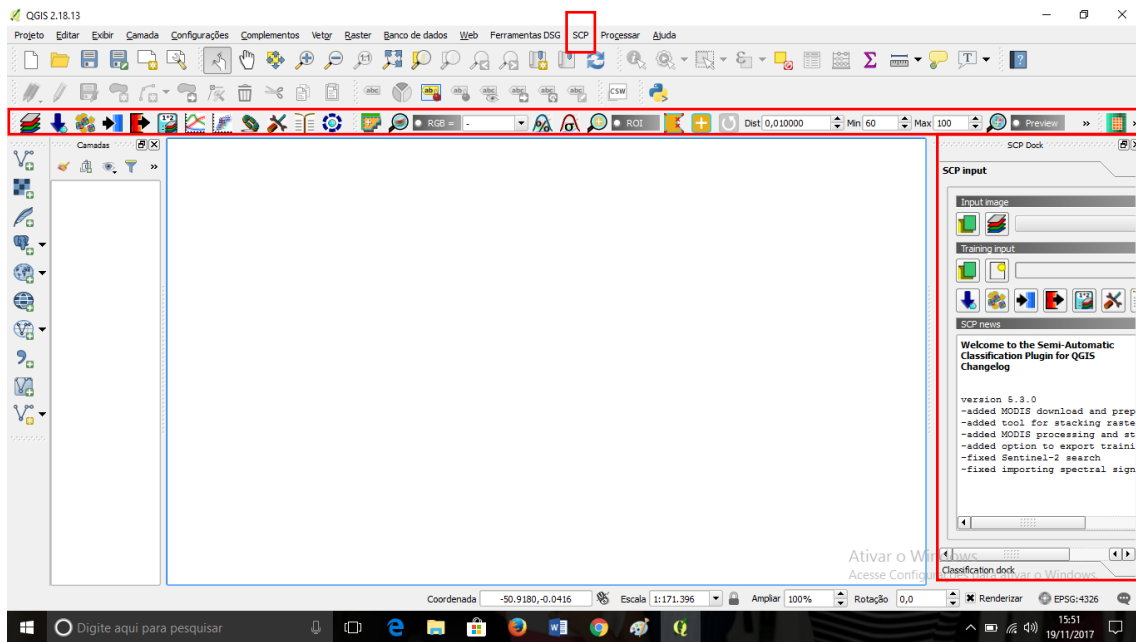 QGIS 2.18.13
Projeto Editar Exibir Camada Configurações Complementos Vetor Raster Banco de dados Web Ferramentas DSG SCP Processar Ajuda
abc ab abc abc abc CSW
RGB = - ROI Dist 0,010000 Min 60 Max 100 Preview »
Camadas
»
SCP Dock
SCP input
Input image
Training input
SCP news
Welcome to the Semi-Automatic
Classification Plugin for QGIS
Changelog
version 5.3.0
-added MODIS download and prep
-added tool for stacking raste
-added MODIS processing and st
-added option to export traini
-fixed Sentinel-2 search
-fixed importing spectral sign
Classification dock
Ativar o Windows
Acesse Configurações para ativar o Windows.
Coordenada -50.9180,-0.0416 Escala 1:171.396 Ampliar 100% Rotação 0,0 Renderizar EPSG:4326
Digite aqui para pesquisar
15:51
19/11/2017